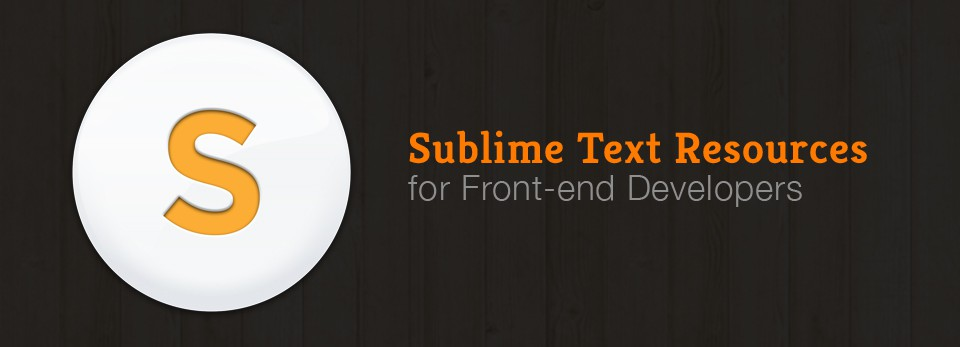 S
Sublime Text Resources
for Front-end Developers